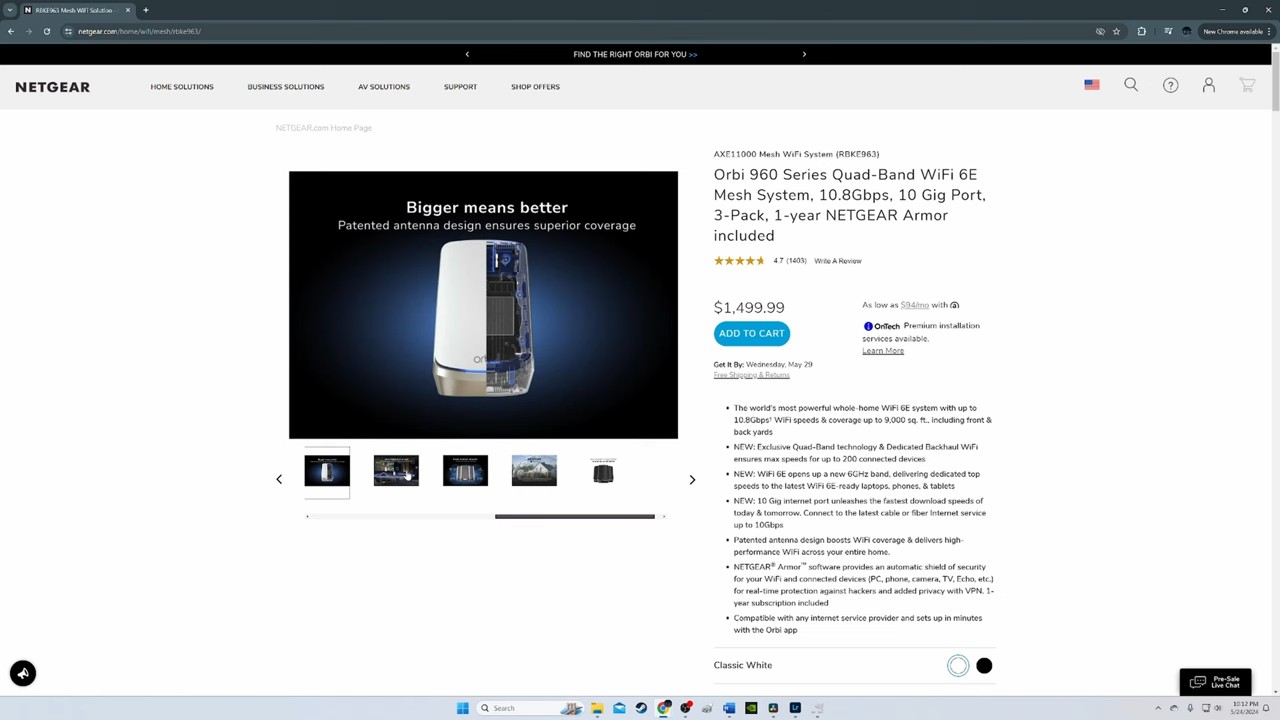 RBKE963 Mesh WiFi Solution
netgear.com/home/wifi/mesh/rbke963/
New Chrome available
FIND THE RIGHT ORBI FOR YOU >>
NETGEAR
HOME SOLUTIONS
BUSINESS SOLUTIONS
AV SOLUTIONS
SUPPORT
SHOP OFFERS
NETGEAR.com Home Page
Bigger means better
Patented antenna design ensures superior coverage
Orbi
AXE11000 Mesh WiFi System (RBKE963)
Orbi 960 Series Quad-Band WiFi 6E
Mesh System, 10.8Gbps, 10 Gig Port,
3-Pack, 1-year NETGEAR Armor
included
4.7 (1403) Write A Review
$1,499.99
ADD TO CART
Get It By: Wednesday, May 29
Free Shipping & Returns
As low as $94/mo with
OnTech Premium installation
services available.
Learn More
• The world's most powerful whole-home WiFi 6E system with up to
10.8Gbps† WiFi speeds & coverage up to 9,000 sq. ft., including front &
back yards
• NEW: Exclusive Quad-Band technology & Dedicated Backhaul WiFi
ensures max speeds for up to 200 connected devices
• NEW: WiFi 6E opens up a new 6GHz band, delivering dedicated top
speeds to the latest WiFi 6E-ready laptops, phones, & tablets
• NEW: 10 Gig internet port unleashes the fastest download speeds of
today & tomorrow. Connect to the latest cable or fiber Internet service
up to 10Gbps
• Patented antenna design boosts WiFi coverage & delivers high-
performance WiFi across your entire home.
• NETGEAR® Armor™ software provides an automatic shield of security
for your WiFi and connected devices (PC, phone, camera, TV, Echo, etc.)
for real-time protection against hackers and added privacy with VPN. 1-
year subscription included
• Compatible with any internet service provider and sets up in minutes
with the Orbi app
Classic White
Pre-Sale
Live Chat
Search
10:12 PM
5/24/2024